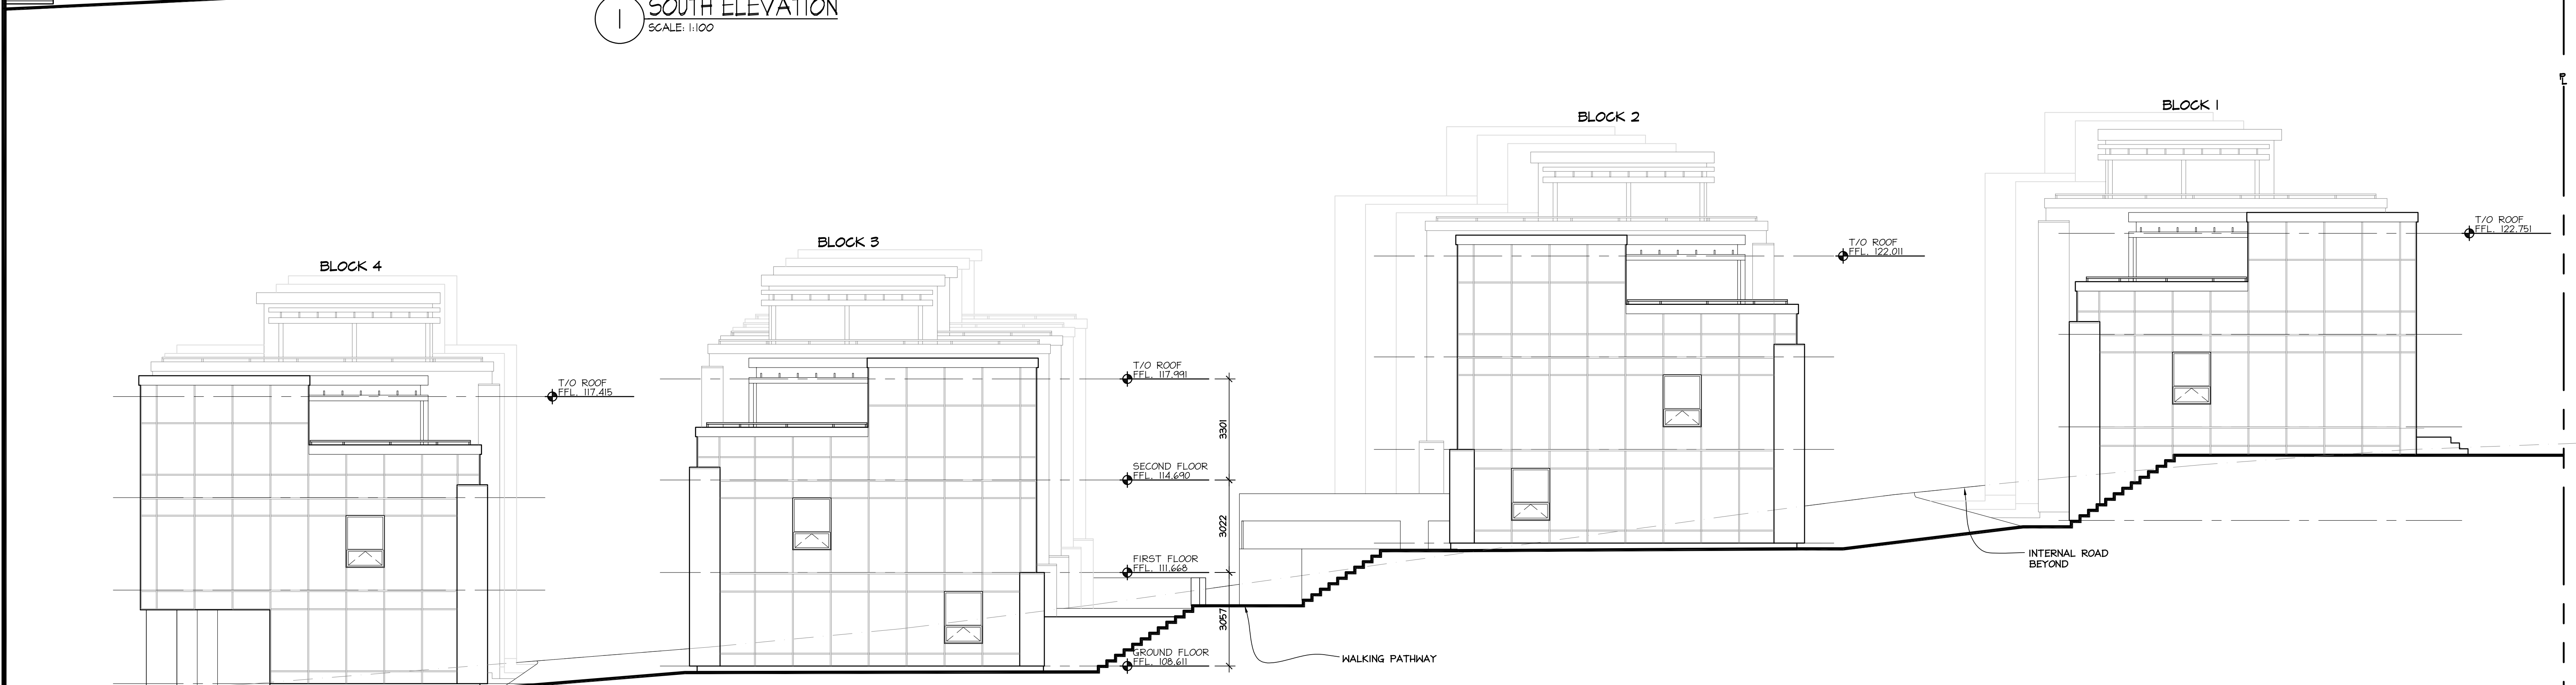 1
SOUTH ELEVATION
SCALE: 1:100
PL
BLOCK 1
BLOCK 2
T/O ROOF
FFL. 122.751
BLOCK 3
T/O ROOF
FFL. 122.011
BLOCK 4
T/O ROOF
FFL. 117.991
T/O ROOF
FFL. 117.415
3301
SECOND FLOOR
FFL. 114.690
3022
FIRST FLOOR
FFL. 111.668
INTERNAL ROAD
BEYOND
3057
GROUND FLOOR
FFL. 108.611
WALKING PATHWAY